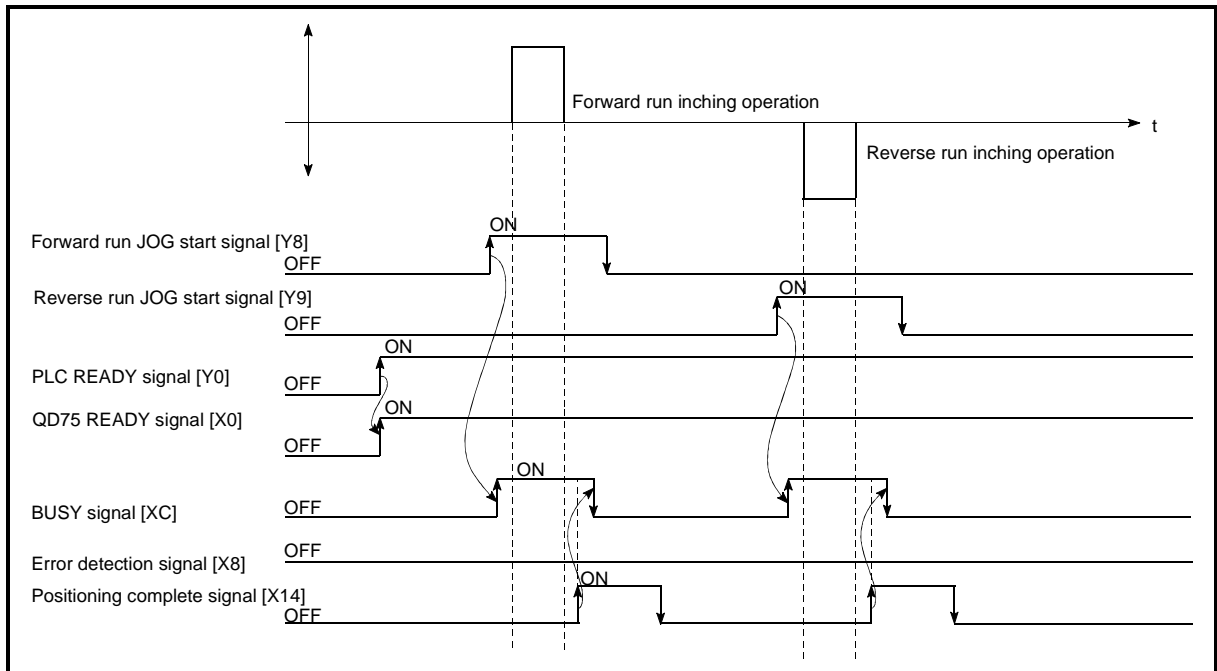 Forward run inching operation
t
Reverse run inching operation
ON
Forward run JOG start signal [Y8]
OFF
ON
Reverse run JOG start signal [Y9]
OFF
ON
PLC READY signal [Y0]
OFF
ON
QD75 READY signal [X0]
OFF
ON
BUSY signal [XC]
OFF
OFF
Error detection signal [X8]
ON
Positioning complete signal [X14]
OFF